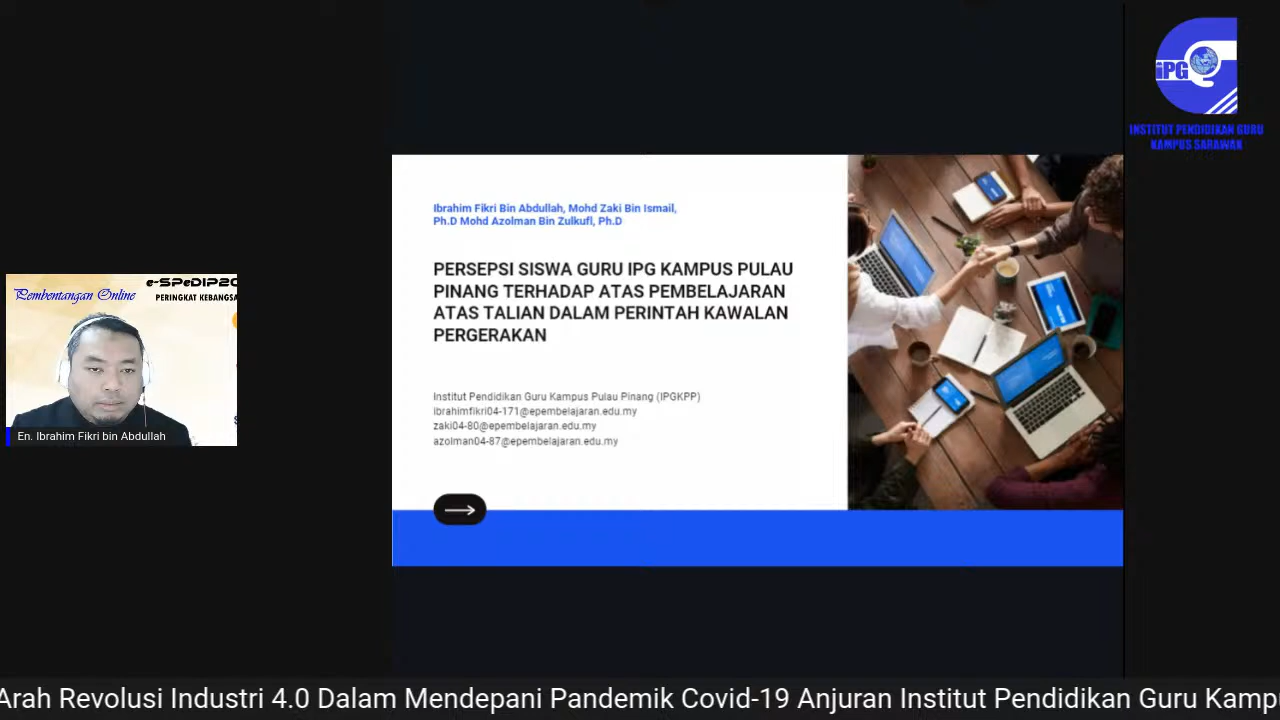 iPG
INSTITUT PENDIDIKAN GURU
KAMPUS SARAWAK
Ibrahim Fikri Bin Abdullah, Mohd Zaki Bin Ismail,
Ph.D Mohd Azolman Bin Zulkufl, Ph.D
PERSEPSI SISWA GURU IPG KAMPUS PULAU
PINANG TERHADAP ATAS PEMBELAJARAN
ATAS TALIAN DALAM PERINTAH KAWALAN
PERGERAKAN
Institut Pendidikan Guru Kampus Pulau Pinang (IPGKPP)
ibrahimfikri04-171@epembelajaran.edu.my
zaki04-80@epembelajaran.edu.my
azolman04-87@epembelajaran.edu.my
e-SPeDIP20
Pembentangan Online
PERINGKAT KEBANGSA
En. Ibrahim Fikri bin Abdullah
Arah Revolusi Industri 4.0 Dalam Mendepani Pandemik Covid-19 Anjuran Institut Pendidikan Guru Kamp